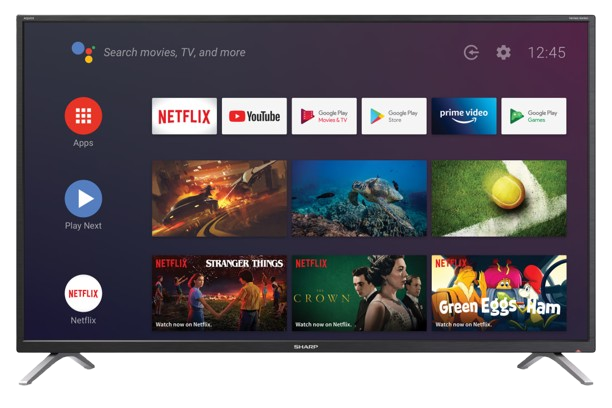 Search movies, TV, and more
12:45
NETFLIX
YouTube
Google Play
Movies & TV
Google Play
Store
prime video
Google Play
Games
Apps
Play Next
NETFLIX
STRANGER THINGS
Watch now on Netflix.
NETFLIX
THE
CROWN
Watch now on Netflix.
NETFLIX
Green Eggs and Ham
Watch now on Netflix.
NETFLIX
Netflix
SHARP